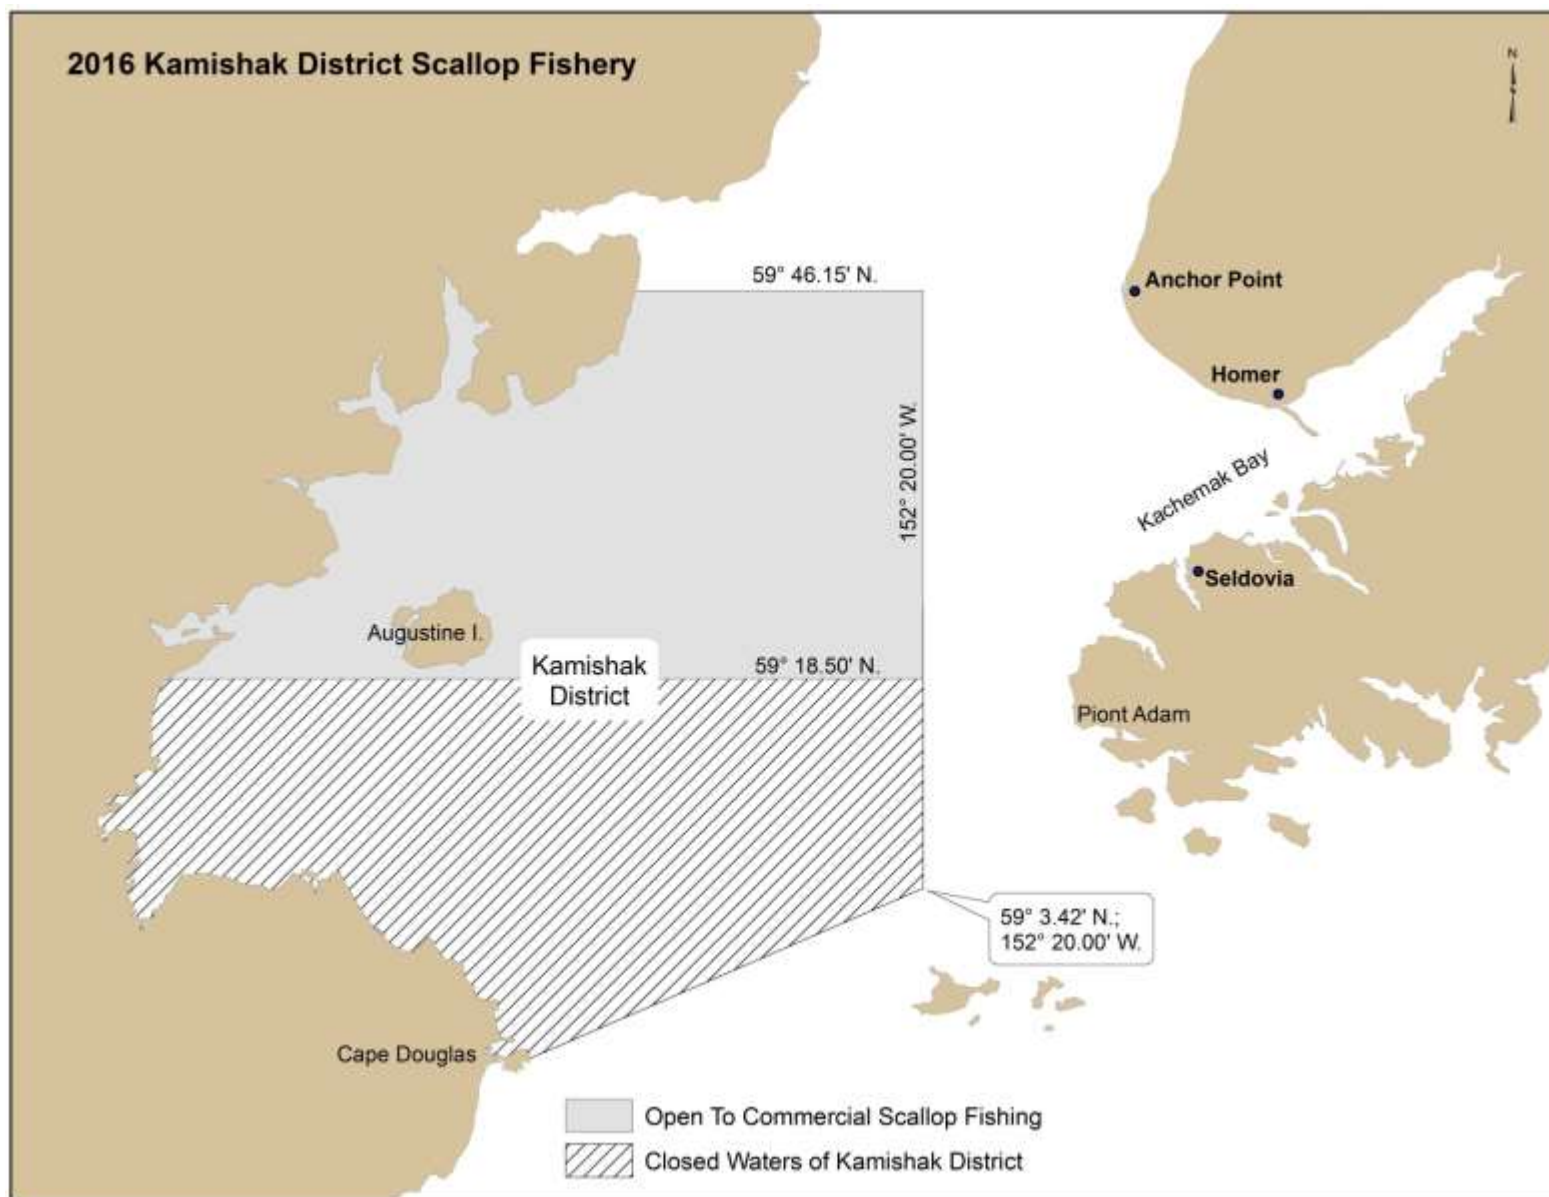 2016 Kamishak District Scallop Fishery
N
59° 46.15' N.
Anchor Point
Homer
152° 20.00' W.
Kachemak Bay
Seldovia
Augustine I.
Kamishak
District
59° 18.50' N.
Piont Adam
59° 3.42' N.;
152° 20.00' W.
Cape Douglas
Open To Commercial Scallop Fishing
Closed Waters of Kamishak District